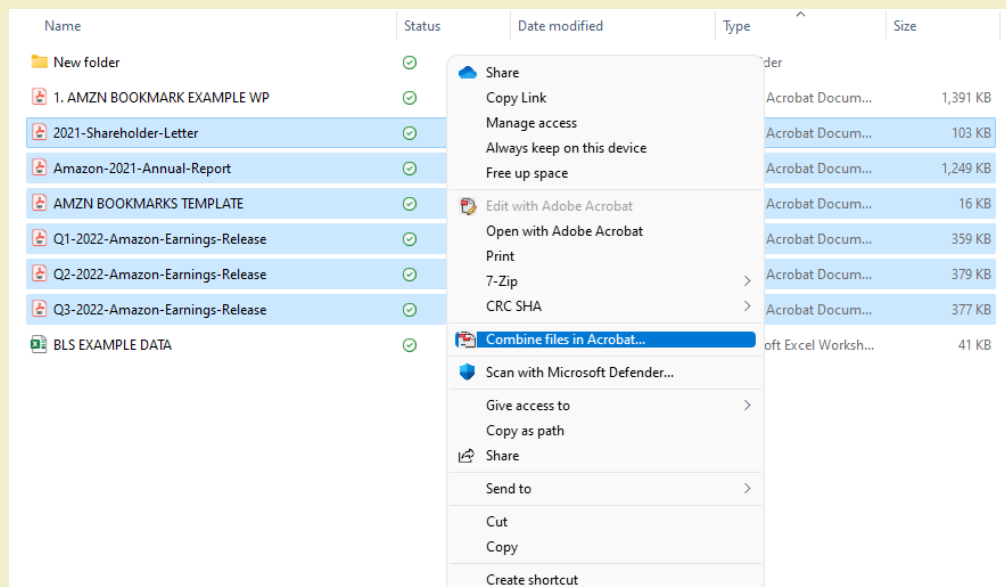 Name Status Date modified Type Size
New folder der
Share
1. AMZN BOOKMARK EXAMPLE WP Acrobat Docum... 1,391 KB
Copy Link
Manage access
2021-Shareholder-Letter Acrobat Docum... 103 KB
Always keep on this device
Amazon-2021-Annual-Report Acrobat Docum... 1,249 KB
Free up space
AMZN BOOKMARKS TEMPLATE Acrobat Docum... 16 KB
Edit with Adobe Acrobat
Open with Adobe Acrobat
Q1-2022-Amazon-Earnings-Release Acrobat Docum... 359 KB
Print
Q2-2022-Amazon-Earnings-Release Acrobat Docum... 379 KB
7-Zip
CRC SHA
Q3-2022-Amazon-Earnings-Release Acrobat Docum... 377 KB
Combine files in Acrobat...
BLS EXAMPLE DATA oft Excel Worksh... 41 KB
Scan with Microsoft Defender...
Give access to
Copy as path
Share
Send to
Cut
Copy
Create shortcut